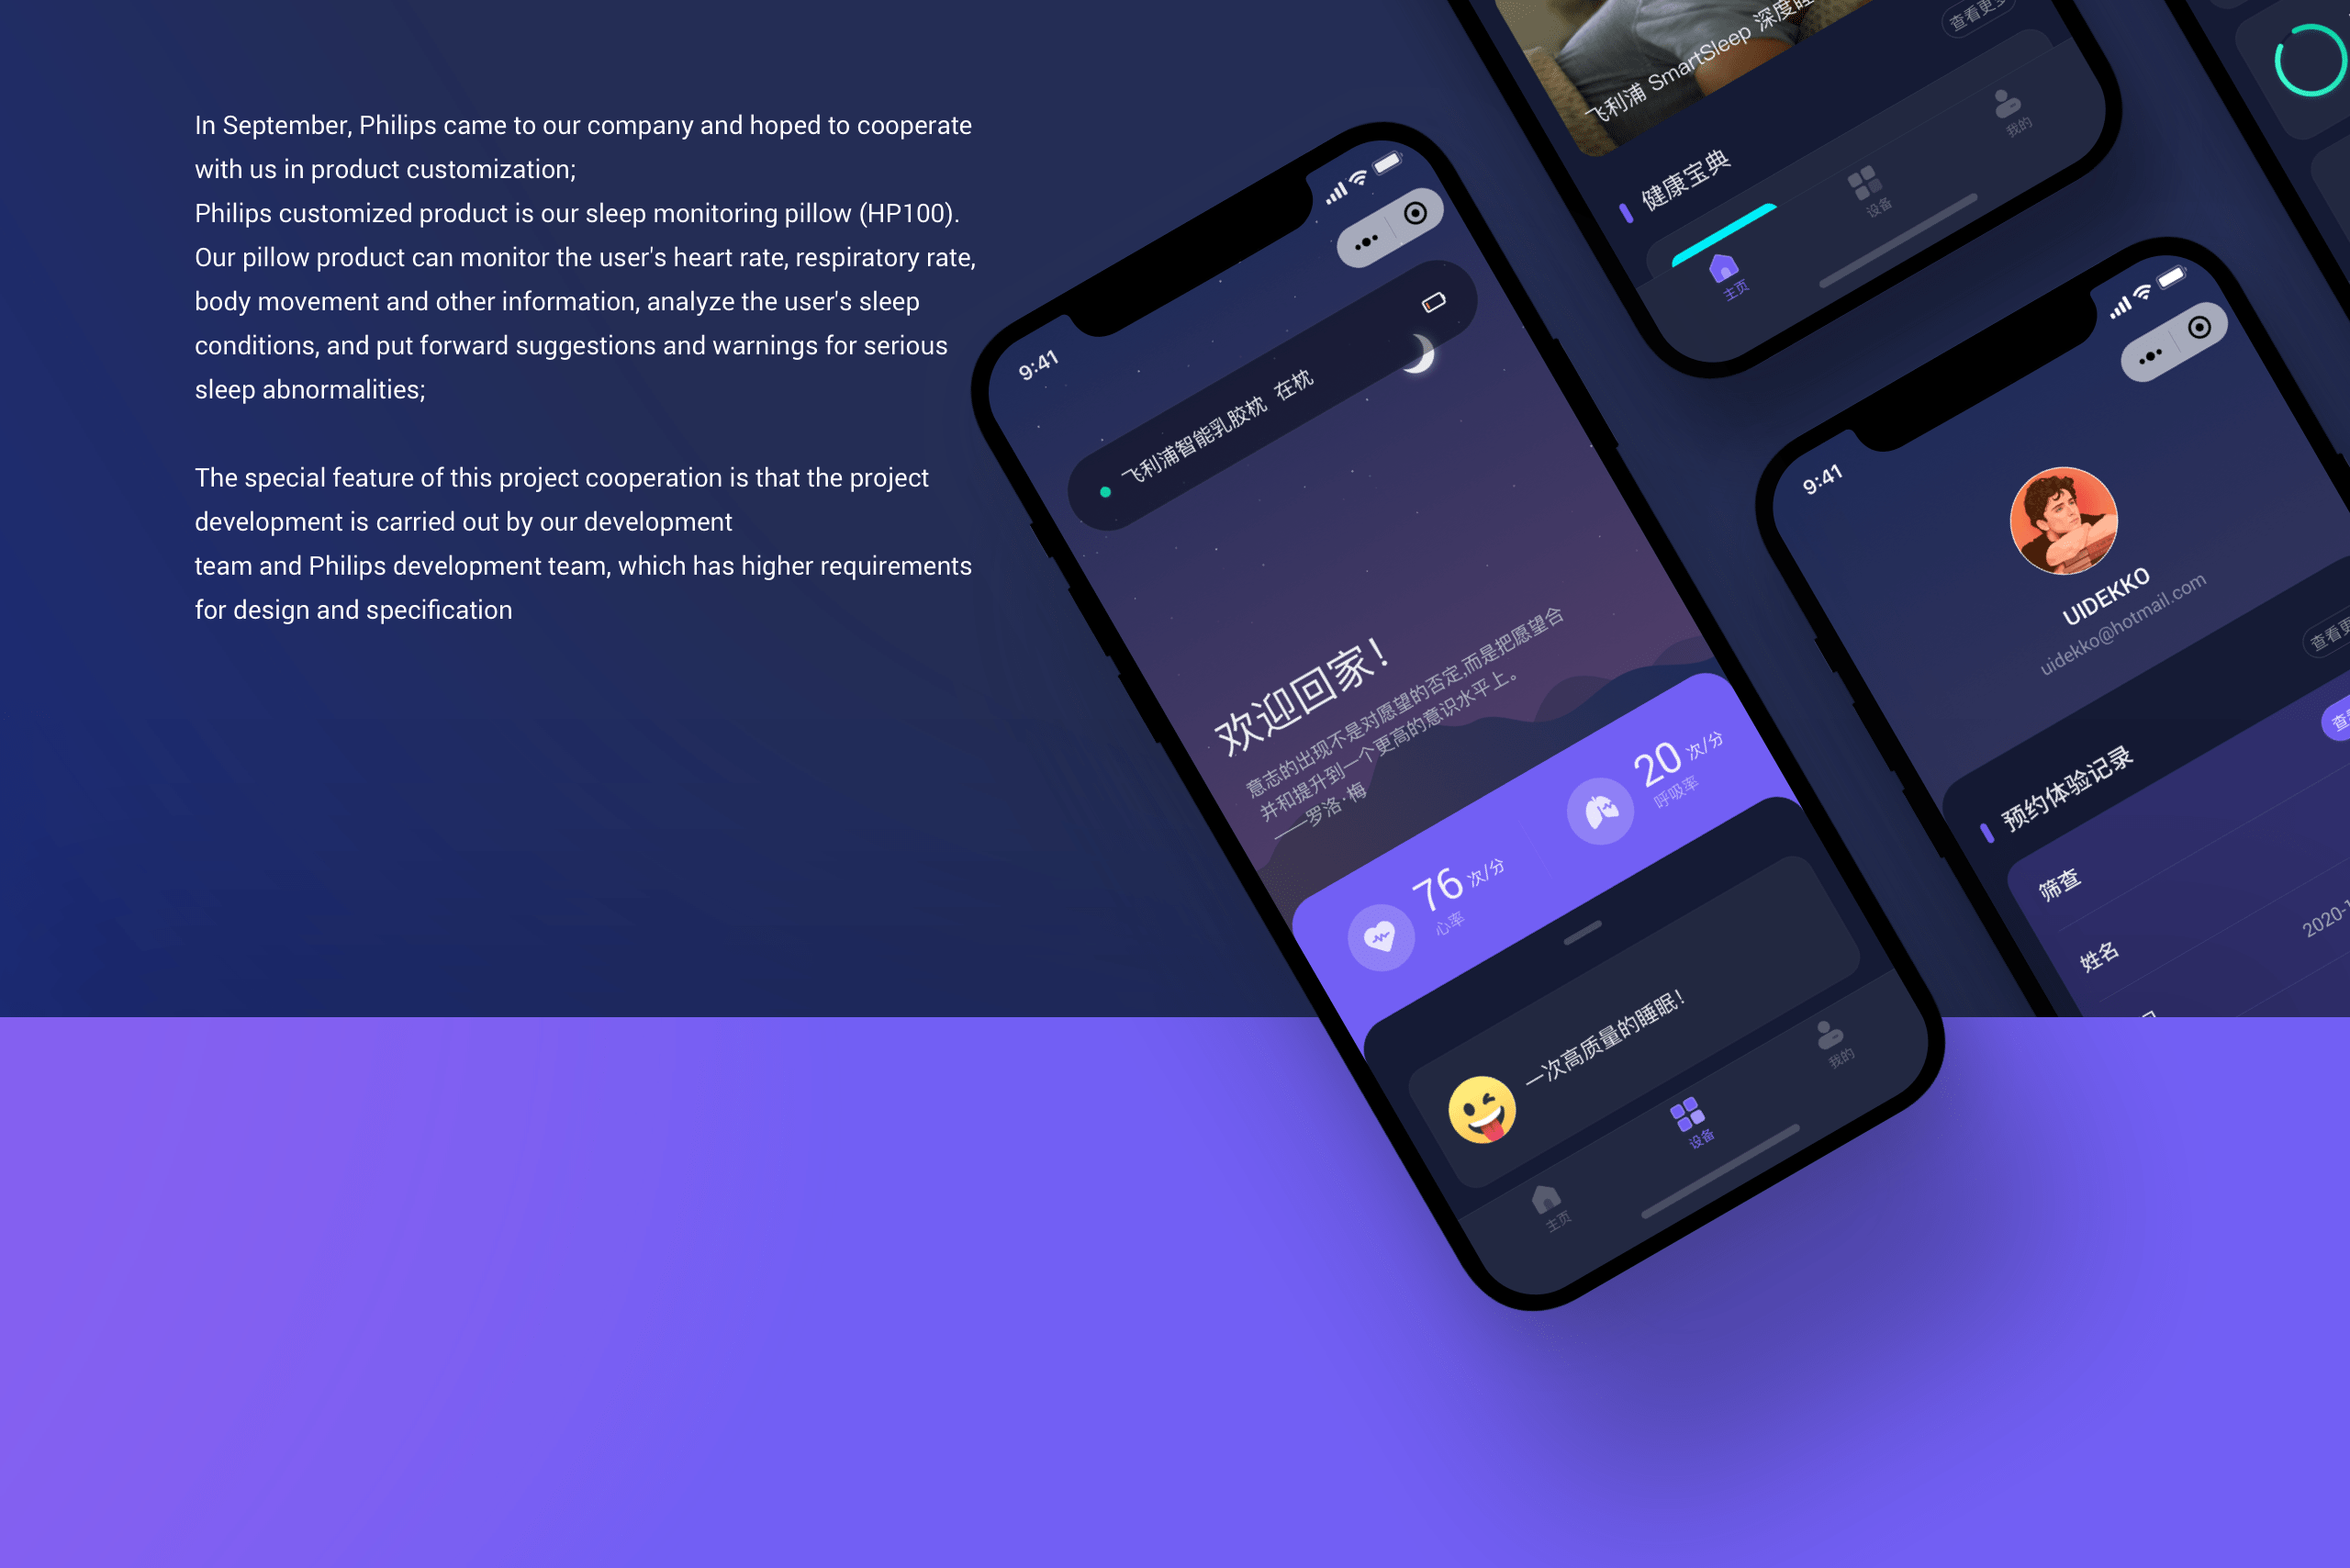 In September, Philips came to our company and hoped to cooperate
with us in product customization;
Philips customized product is our sleep monitoring pillow (HP100).
Our pillow product can monitor the user's heart rate, respiratory rate,
body movement and other information, analyze the user's sleep
conditions, and put forward suggestions and warnings for serious
sleep abnormalities;
The special feature of this project cooperation is that the project
development is carried out by our development
team and Philips development team, which has higher requirements
for design and specification
9:41
飞利浦智能乳胶枕 在枕
欢迎回家!
意志的出现不是对愿望的否定,而是把愿望合
并和提升到一个更高的意识水平上。
——罗洛·梅
76 次/分
心率
20 次/分
呼吸率
一次高质量的睡眠!
主页
设备
我的
飞利浦 SmartSleep 深度睡
查看更多
健康宝典
主页
设备
我的
9:41
UIDEKKO
uidekko@hotmail.com
查看更
预约体验记录
查
筛查
姓名
2020-1